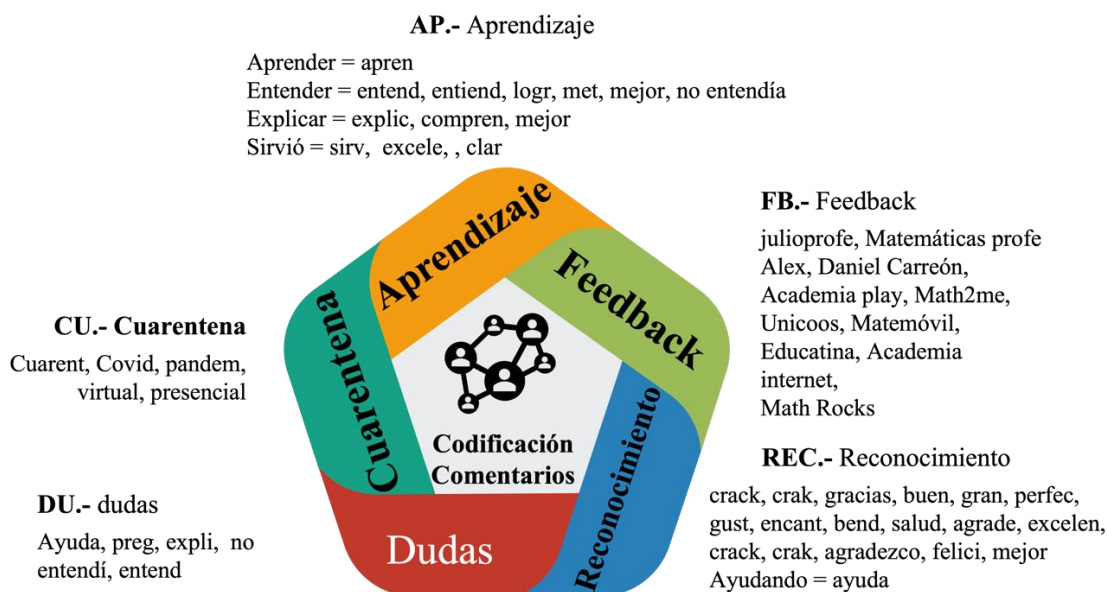 AP.- Aprendizaje
Aprender = apren
Entender = entend, entiend, logr, met, mejor, no entendía
Explicar = explic, compren, mejor
Sirvió = sirv, excele, , clar
Aprendizaje
Feedback
FB.- Feedback
julioprofe, Matemáticas profe
Alex, Daniel Carreón,
Academia play, Math2me,
Unicoos, Matemóvil,
Educatina, Academia
internet,
Math Rocks
CU.- Cuarentena
Cuarent, Covid, pandem,
virtual, presencial
Cuarentena
Codificación
Comentarios
Reconocimiento
REC.- Reconocimiento
crack, crak, gracias, buen, gran, perfec,
gust, encant, bend, salud, agrade, excelen,
crack, crak, agradezco, felici, mejor
Ayudando = ayuda
DU.- dudas
Ayuda, preg, expli, no
entendí, entend
Dudas